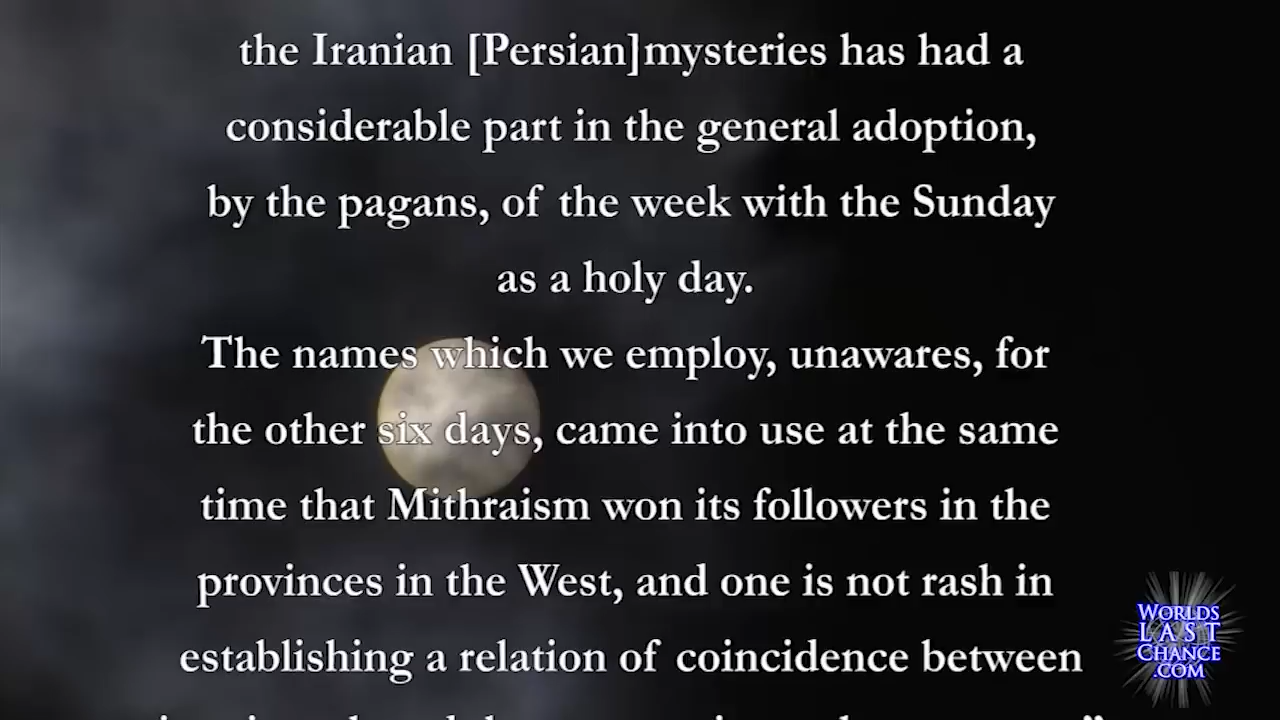 the Iranian [Persian]mysteries has had a
considerable part in the general adoption,
by the pagans, of the week with the Sunday
as a holy day.
The names which we employ, unawares, for
the other six days, came into use at the same
time that Mithraism won its followers in the
provinces in the West, and one is not rash in
establishing a relation of coincidence between
WORLDS
LAST
CHANCE
.COM